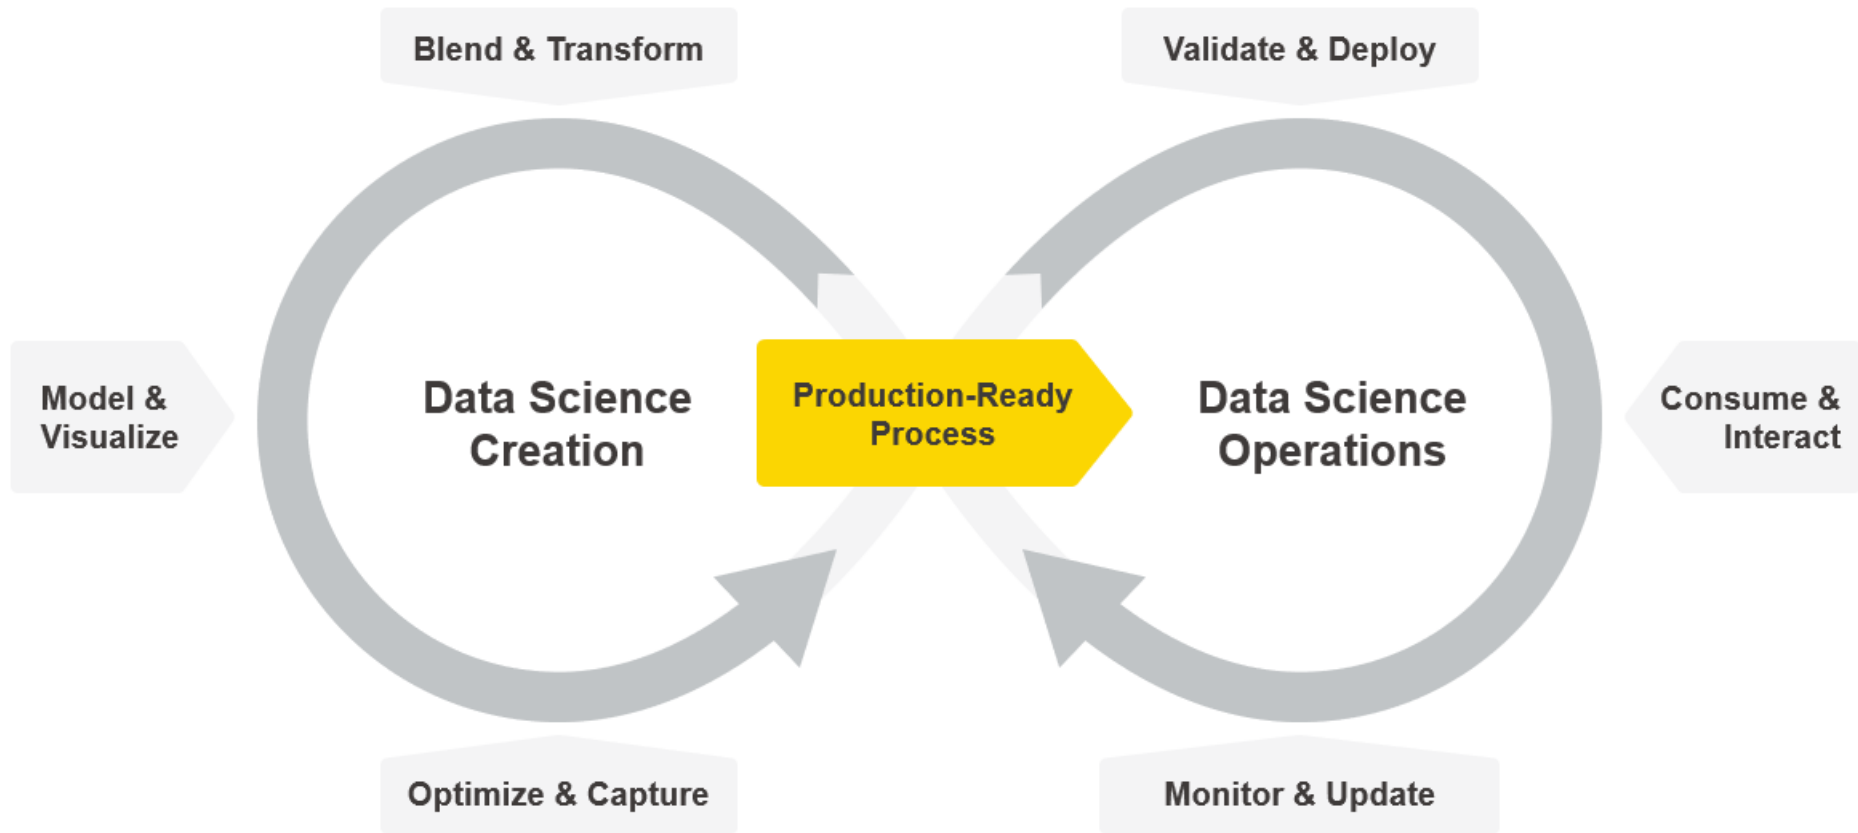 Blend & Transform
Validate & Deploy
Model &
Visualize
Data Science
Creation
Production-Ready
Process
Data Science
Operations
Consume &
Interact
Optimize & Capture
Monitor & Update